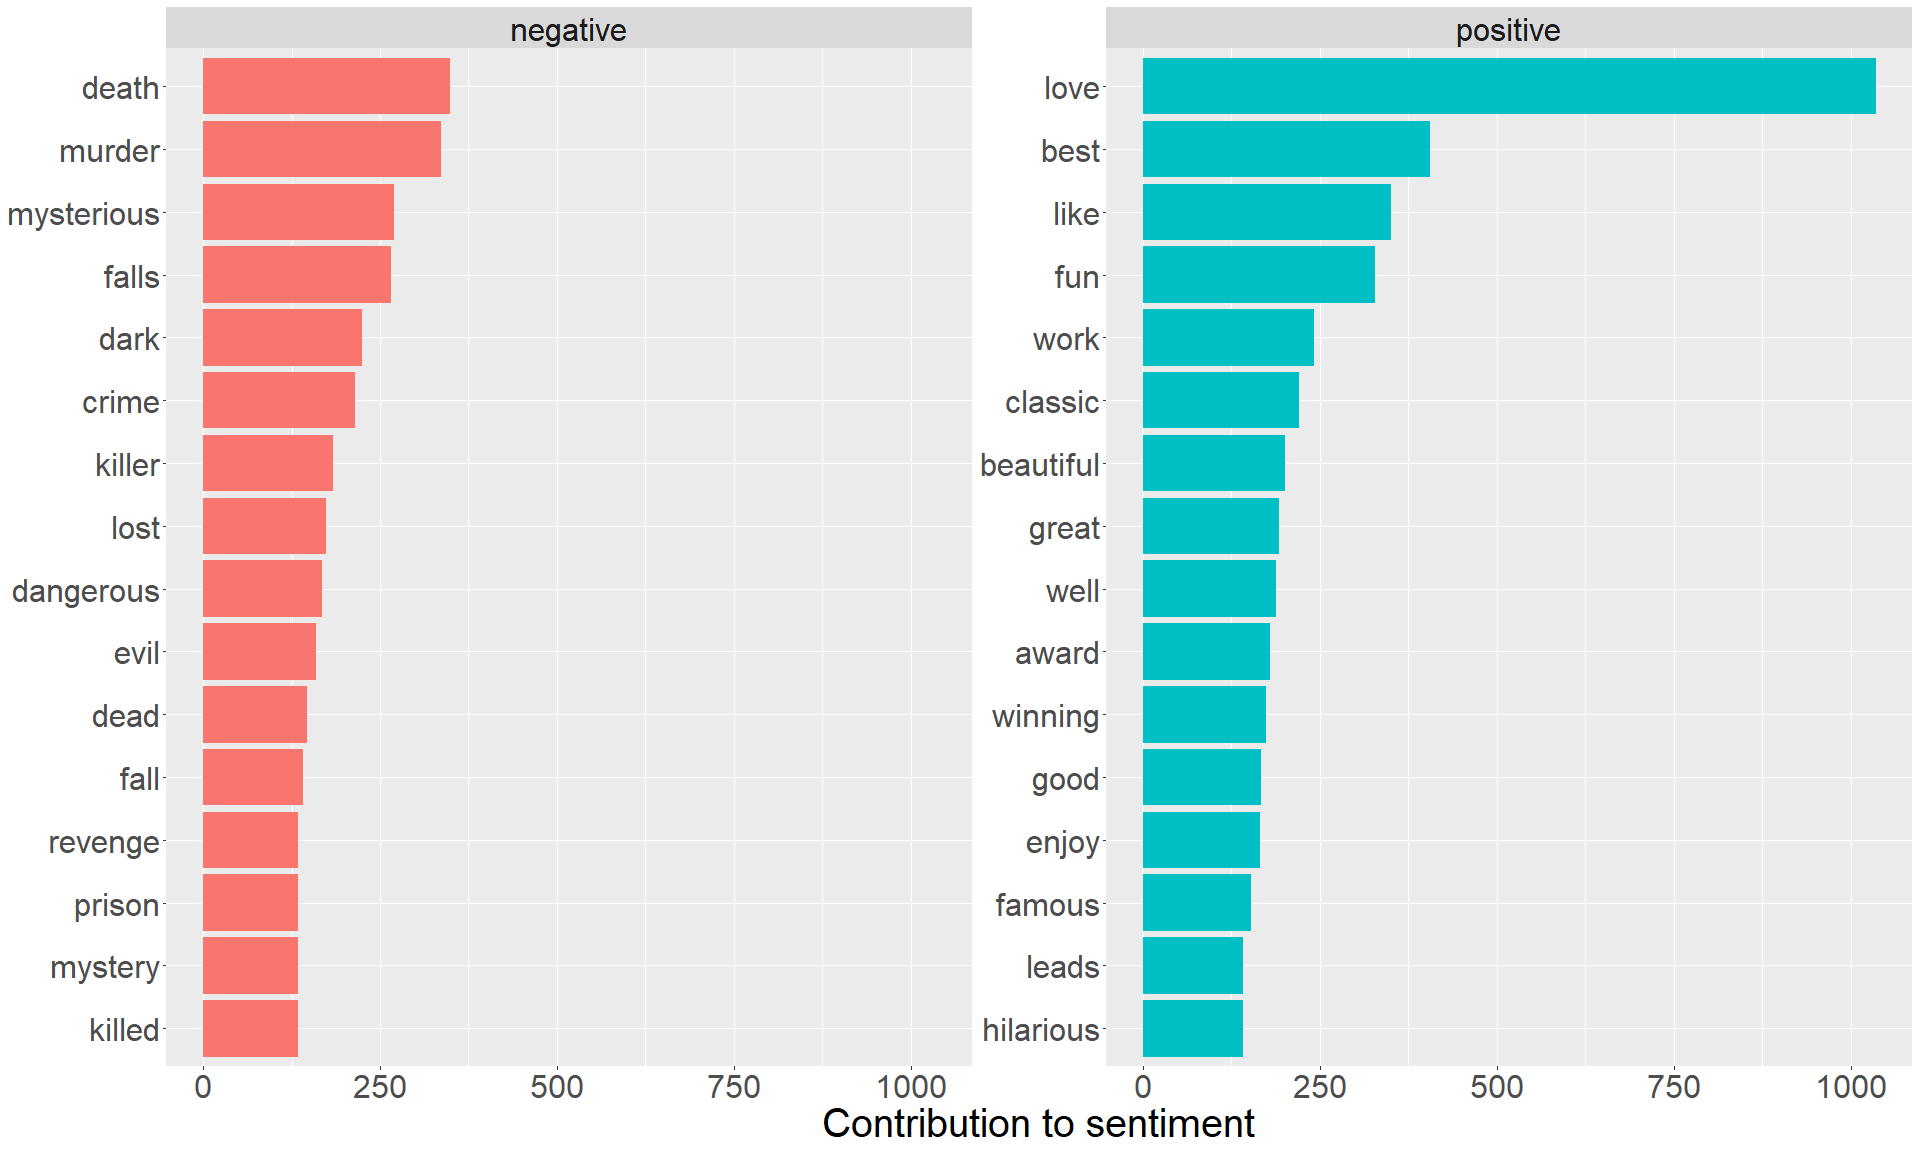 negative
death
murder
mysterious
falls
dark
crime
killer
lost
dangerous
evil
dead
fall
revenge
prison
mystery
killed
0 250 500 750 1000
positive
love
best
like
fun
work
classic
beautiful
great
well
award
winning
good
enjoy
famous
leads
hilarious
0 250 500 750 1000
Contribution to sentiment